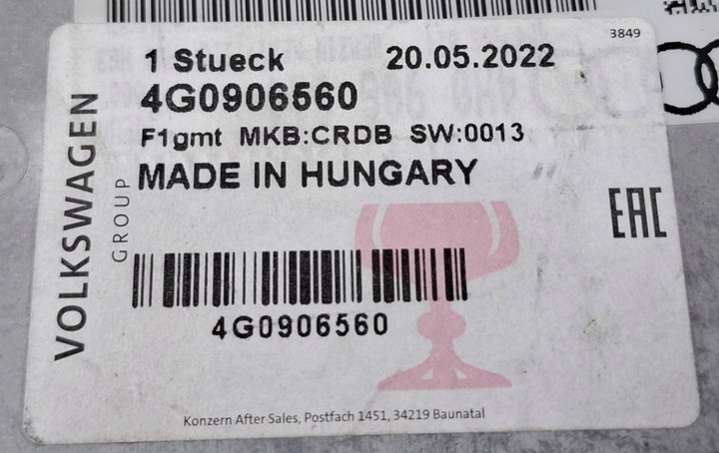 3849
1 Stueck 20.05.2022
4G0906560
F1gmt MKB:CRDB SW:0013
MADE IN HUNGARY
VOLKSWAGEN
GROUP
EAC
4G0906560
Konzern After Sales, Postfach 1451, 34219 Baunatal